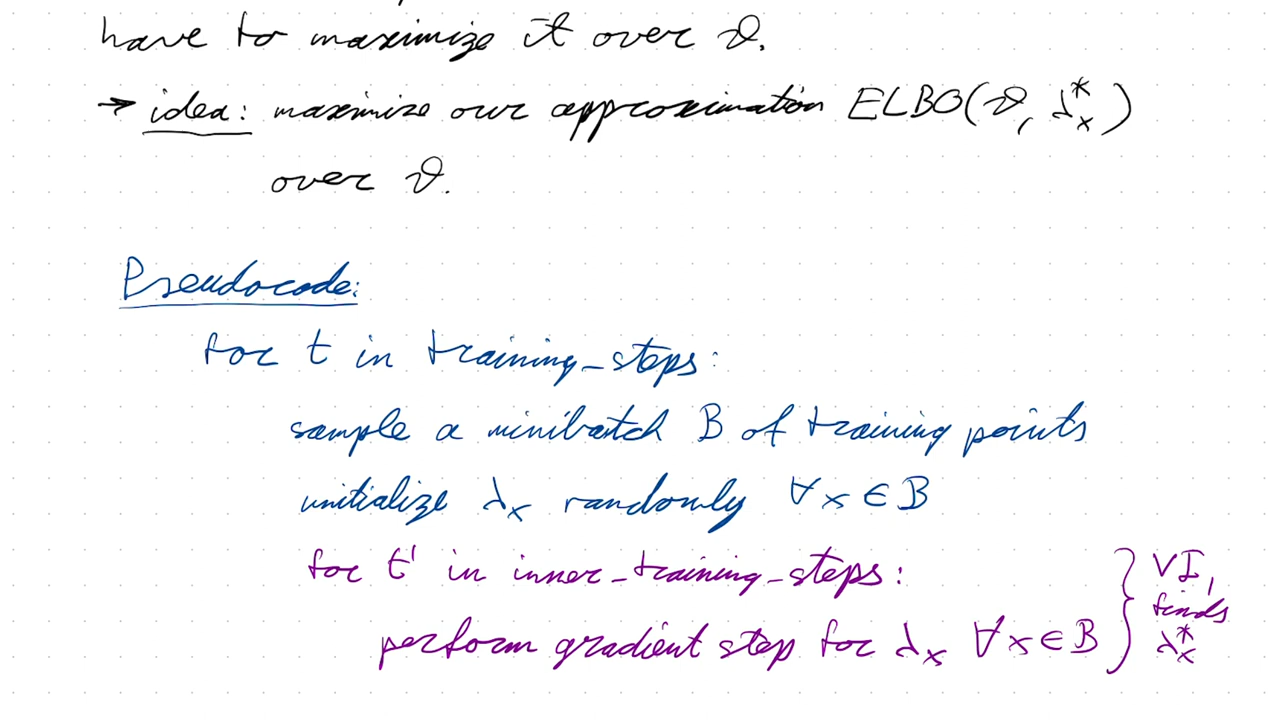 have to maximize it over ϑ.
→ idea: maximize our approximation ELBO(ϑ, λ*ₓ)
over ϑ.
Pseudocode:
for t in training_steps:
sample a minibatch B of training points
initialize λₓ randomly ∀ x ∈ B
for t' in inner_training_steps:
perform gradient step for λₓ ∀ x ∈ B
VI,
finds
λ*ₓ